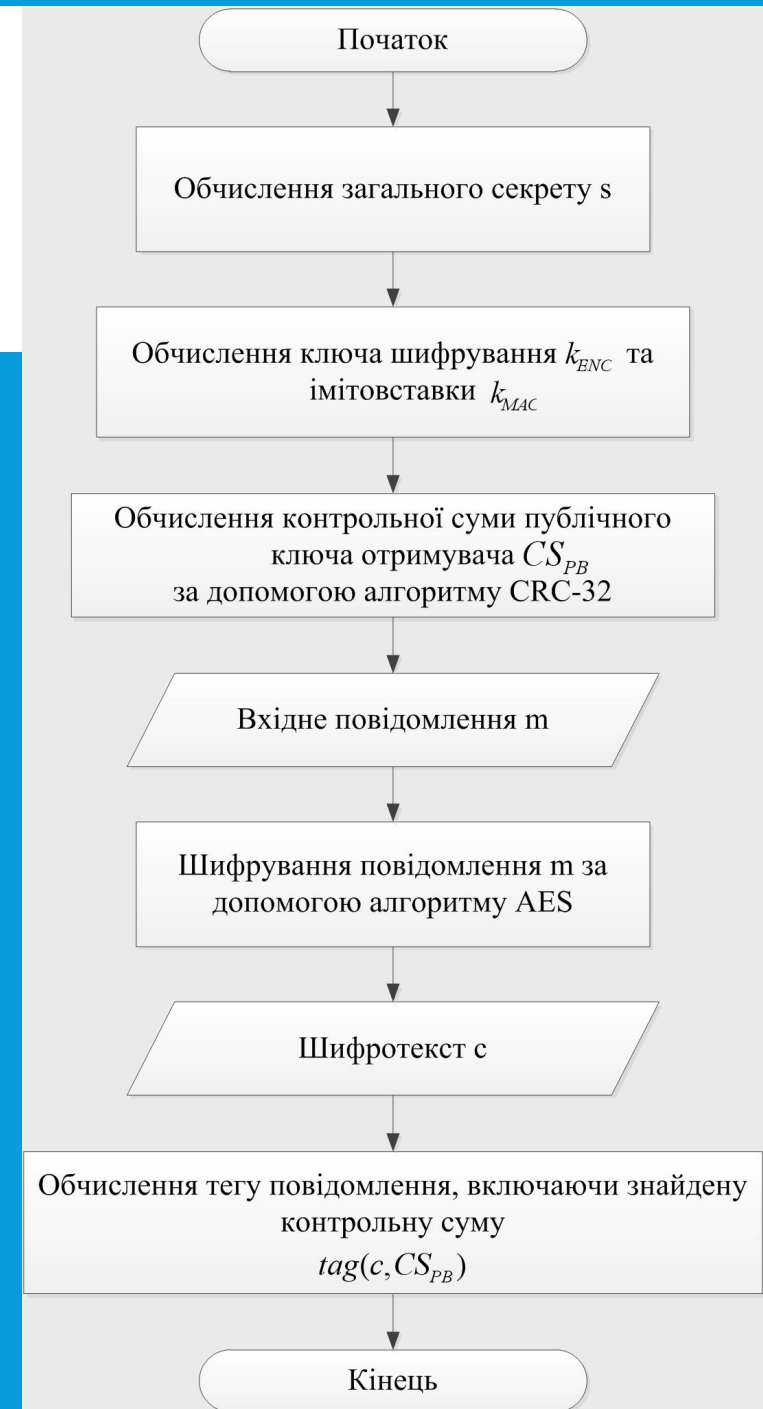 Початок
Обчислення загального секрету s
Обчислення ключа шифрування k_ENC та
імітовставки k_MAC
Обчислення контрольної суми публічного
ключа отримувача CS_PB
за допомогою алгоритму CRC-32
Вхідне повідомлення m
Шифрування повідомлення m за
допомогою алгоритму AES
Шифротекст c
Обчислення тегу повідомлення, включаючи знайдену
контрольну суму
tag(c,CS_PB)
Кінець